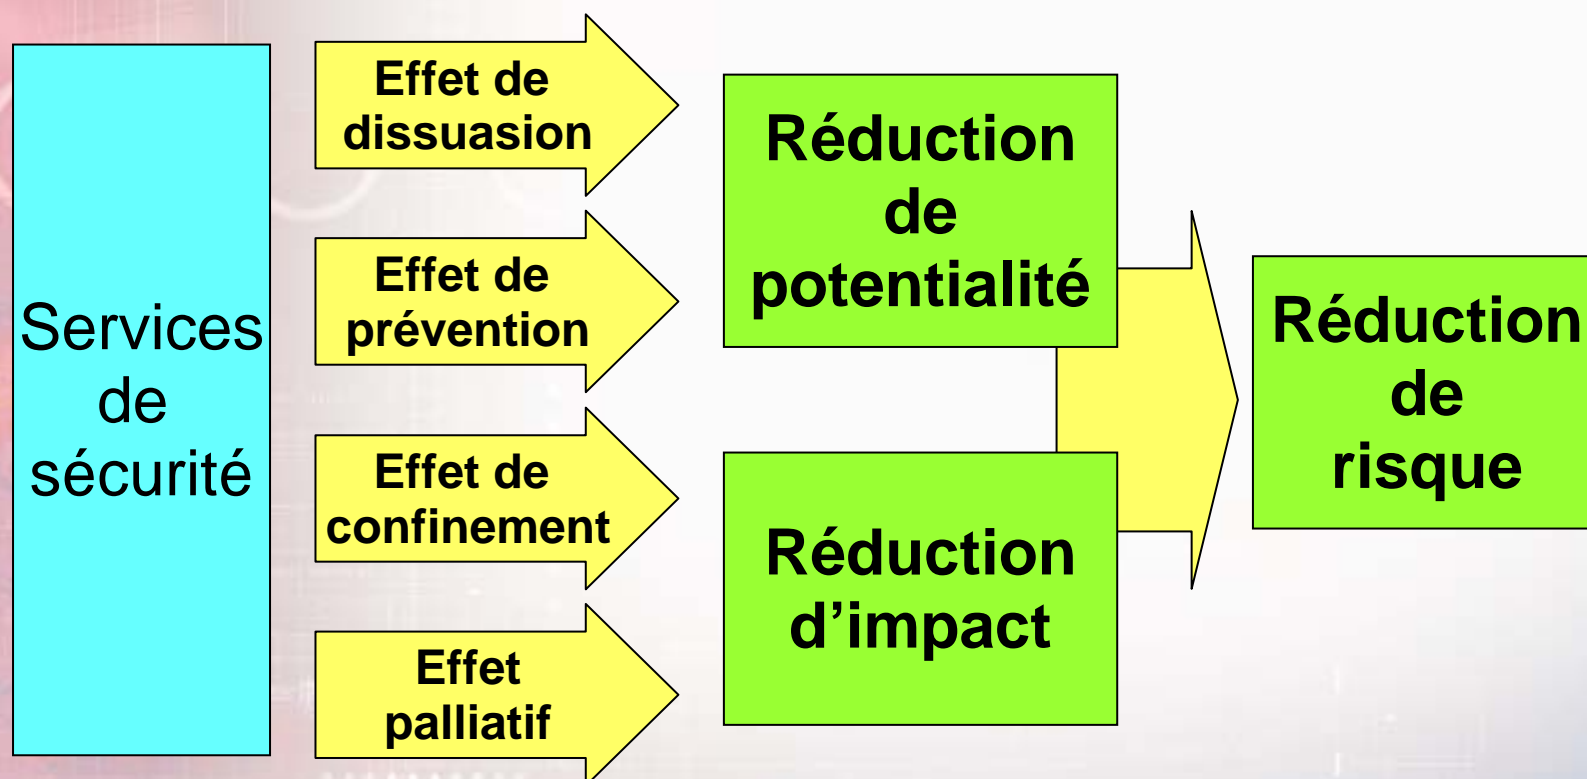 Services
de
sécurité
Effet de
dissuasion
Effet de
prévention
Effet de
confinement
Effet
palliatif
Réduction
de
potentialité
Réduction
d’impact
Réduction
de
risque